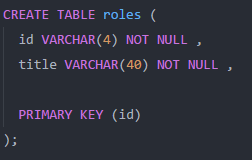 CREATE TABLE roles (
id VARCHAR(4) NOT NULL ,
title VARCHAR(40) NOT NULL ,
PRIMARY KEY (id)
);